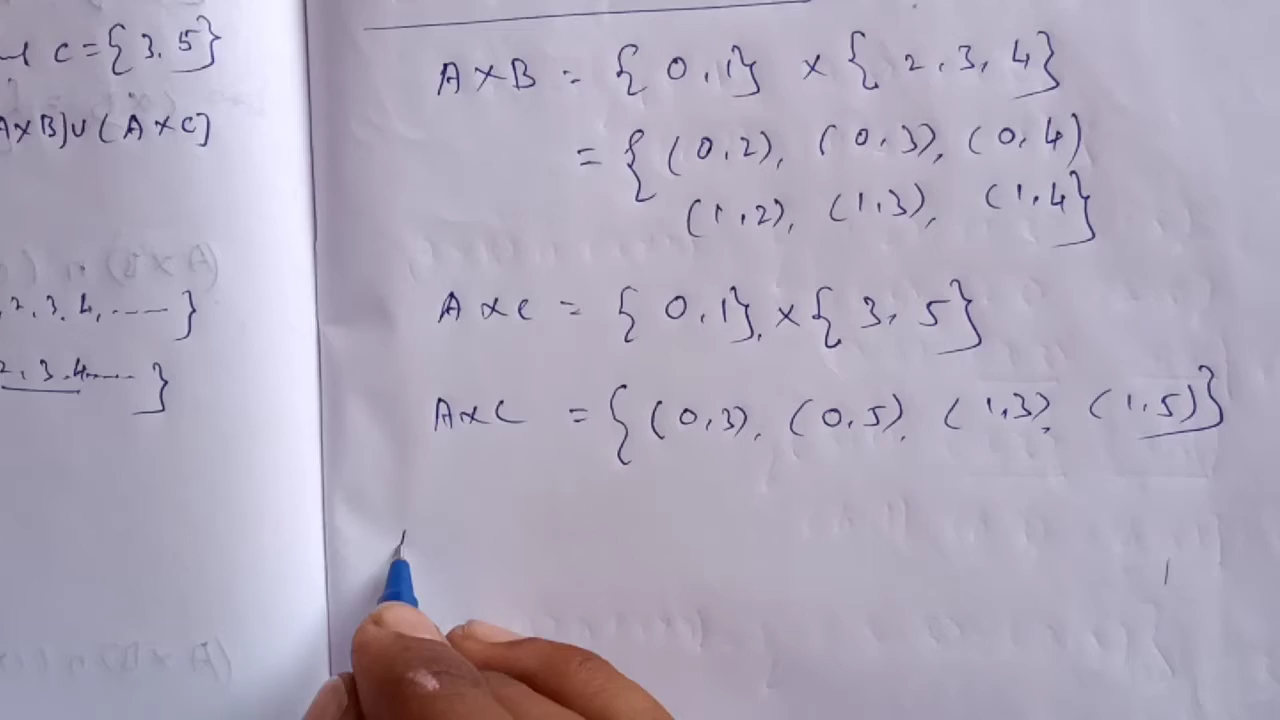 C = {3, 5}
A×B) ∪ (A×C)
2, 3, 4, ---- }
2, 3, 4, ---- }
A×B = {0, 1} × {2, 3, 4}
= {(0, 2), (0, 3), (0, 4)
(1, 2), (1, 3), (1, 4}
A×C = {0, 1} × {3, 5}
A×C = {(0, 3), (0, 5), (1, 3), (1, 5)}